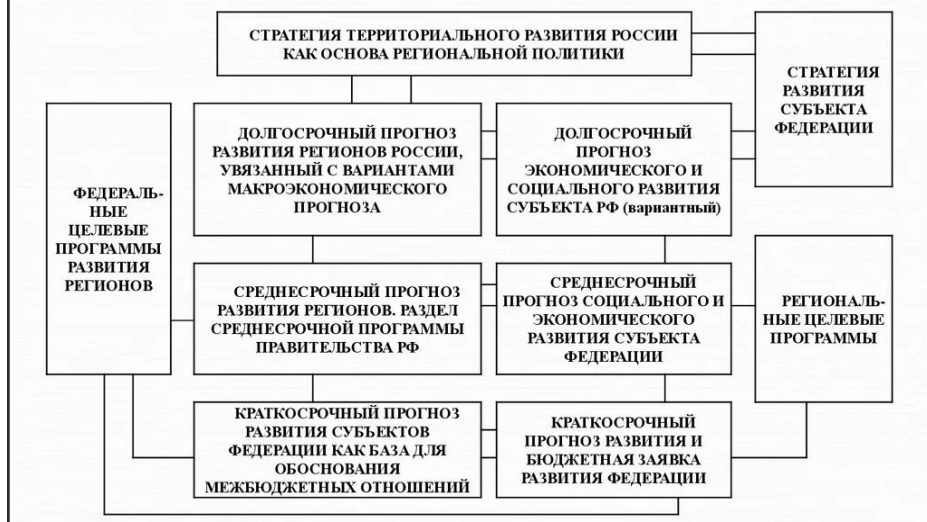 СТРАТЕГИЯ ТЕРРИТОРИАЛЬНОГО РАЗВИТИЯ РОССИИ
КАК ОСНОВА РЕГИОНАЛЬНОЙ ПОЛИТИКИ
СТРАТЕГИЯ
РАЗВИТИЯ
СУБЪЕКТА
ФЕДЕРАЦИИ
ДОЛГОСРОЧНЫЙ ПРОГНОЗ
РАЗВИТИЯ РЕГИОНОВ РОССИИ,
УВЯЗАННЫЙ С ВАРИАНТАМИ
МАКРОЭКОНОМИЧЕСКОГО
ПРОГНОЗА
ДОЛГОСРОЧНЫЙ
ПРОГНОЗ
ЭКОНОМИЧЕСКОГО И
СОЦИАЛЬНОГО РАЗВИТИЯ
СУБЪЕКТА РФ (вариантный)
ФЕДЕРАЛЬ-
НЫЕ
ЦЕЛЕВЫЕ
ПРОГРАММЫ
РАЗВИТИЯ
РЕГИОНОВ
СРЕДНЕСРОЧНЫЙ ПРОГНОЗ
РАЗВИТИЯ РЕГИОНОВ. РАЗДЕЛ
СРЕДНЕСРОЧНОЙ ПРОГРАММЫ
ПРАВИТЕЛЬСТВА РФ
СРЕДНЕСРОЧНЫЙ
ПРОГНОЗ СОЦИАЛЬНОГО И
ЭКОНОМИЧЕСКОГО
РАЗВИТИЯ СУБЪЕКТА
ФЕДЕРАЦИИ
РЕГИОНАЛЬ-
НЫЕ ЦЕЛЕВЫЕ
ПРОГРАММЫ
КРАТКОСРОЧНЫЙ ПРОГНОЗ
РАЗВИТИЯ СУБЪЕКТОВ
ФЕДЕРАЦИИ КАК БАЗА ДЛЯ
ОБОСНОВАНИЯ
МЕЖБЮДЖЕТНЫХ ОТНОШЕНИЙ
КРАТКОСРОЧНЫЙ
ПРОГНОЗ РАЗВИТИЯ И
БЮДЖЕТНАЯ ЗАЯВКА
РАЗВИТИЯ ФЕДЕРАЦИИ